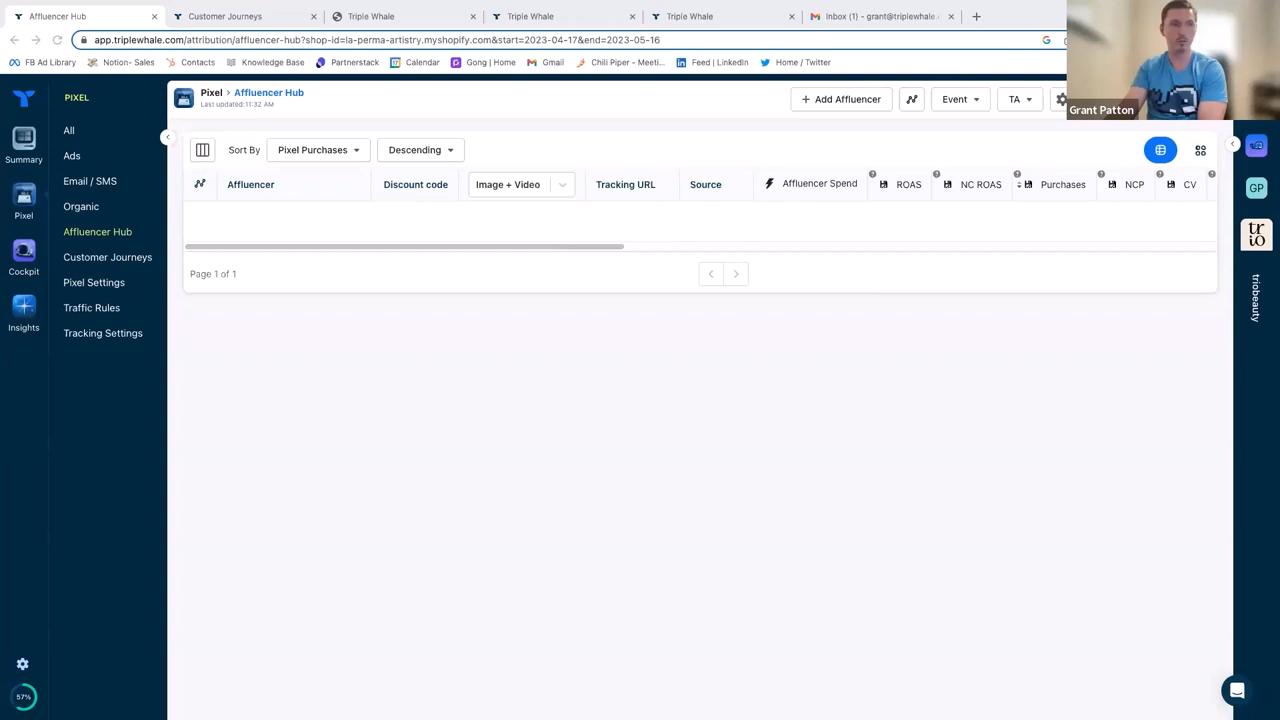 Affluencer Hub
Customer Journeys
Triple Whale
Triple Whale
Triple Whale
Inbox (1) - grant@triplewhale.
app.triplewhale.com/attribution/affluencer-hub?shop-id=la-perma-artistry.myshopify.com&start=2023-04-17&end=2023-05-16
FB Ad Library
Notion- Sales
Contacts
Knowledge Base
Partnerstack
Calendar
Gong | Home
Gmail
Chili Piper - Meeti...
Feed | LinkedIn
Home / Twitter
Grant Patton
Summary
Pixel
Cockpit
Insights
57%
PIXEL
All
Ads
Email / SMS
Organic
Affluencer Hub
Customer Journeys
Pixel Settings
Traffic Rules
Tracking Settings
Pixel > Affluencer Hub
Last updated:11:32 AM
+ Add Affluencer
Event
TA
Sort By
Pixel Purchases
Descending
Affluencer
Discount code
Image + Video
Tracking URL
Source
Affluencer Spend
ROAS
NC ROAS
Purchases
NCP
CV
Page 1 of 1
GP
tr
io
triobeauty